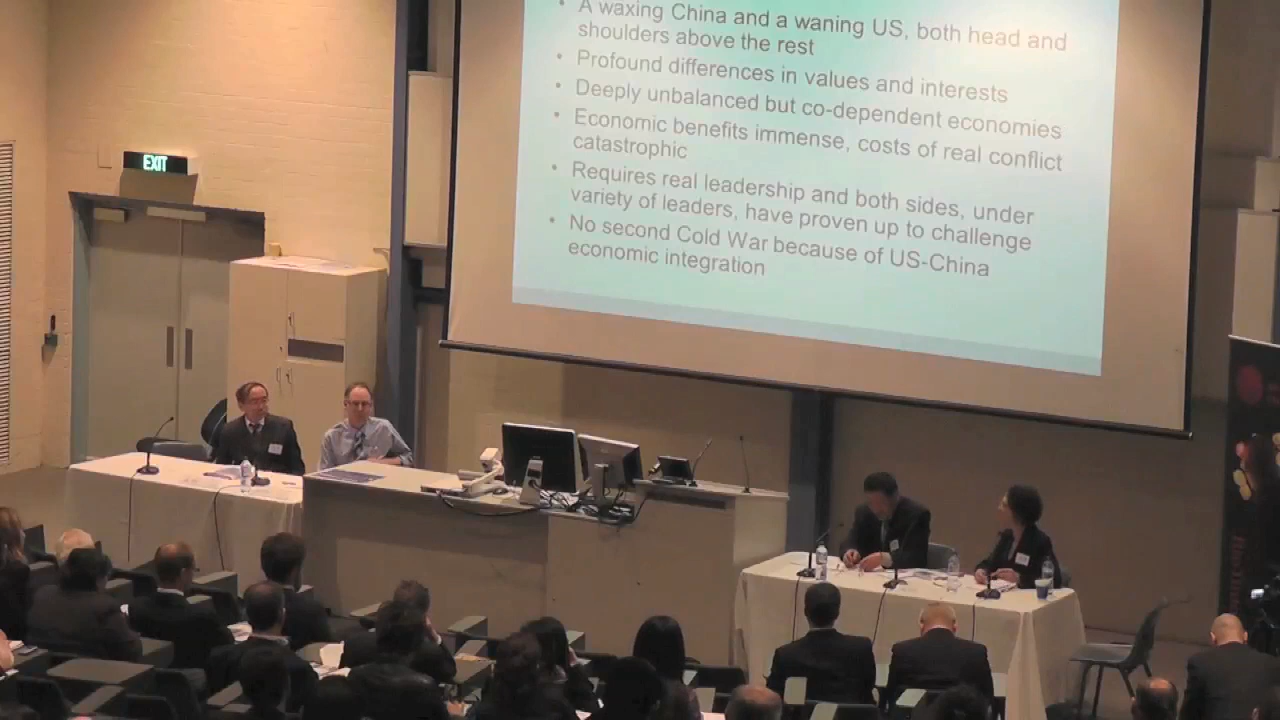 • A waxing China and a waning US, both head and
shoulders above the rest
• Profound differences in values and interests
• Deeply unbalanced but co-dependent economies
• Economic benefits immense, costs of real conflict
catastrophic
• Requires real leadership and both sides, under
variety of leaders, have proven up to challenge
• No second Cold War because of US-China
economic integration
EXIT